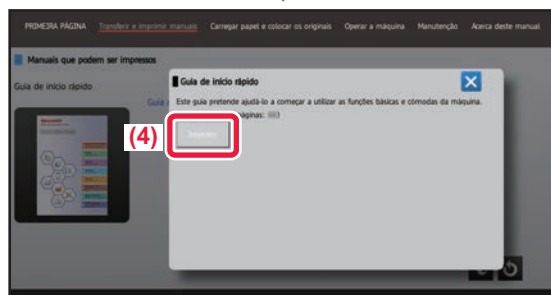 PRIMEIRA PÁGINA Transferir e imprimir manuais Carregar papel e colocar os originais Operar a máquina Manutenção Acerca deste manual
Manuais que podem ser impressos
Guia de início rápido
Guia de início rápido
Guia
Este guia pretende ajudá-lo a começar a utilizar as funções básicas e cómodas da máquina.
páginas:
(4)